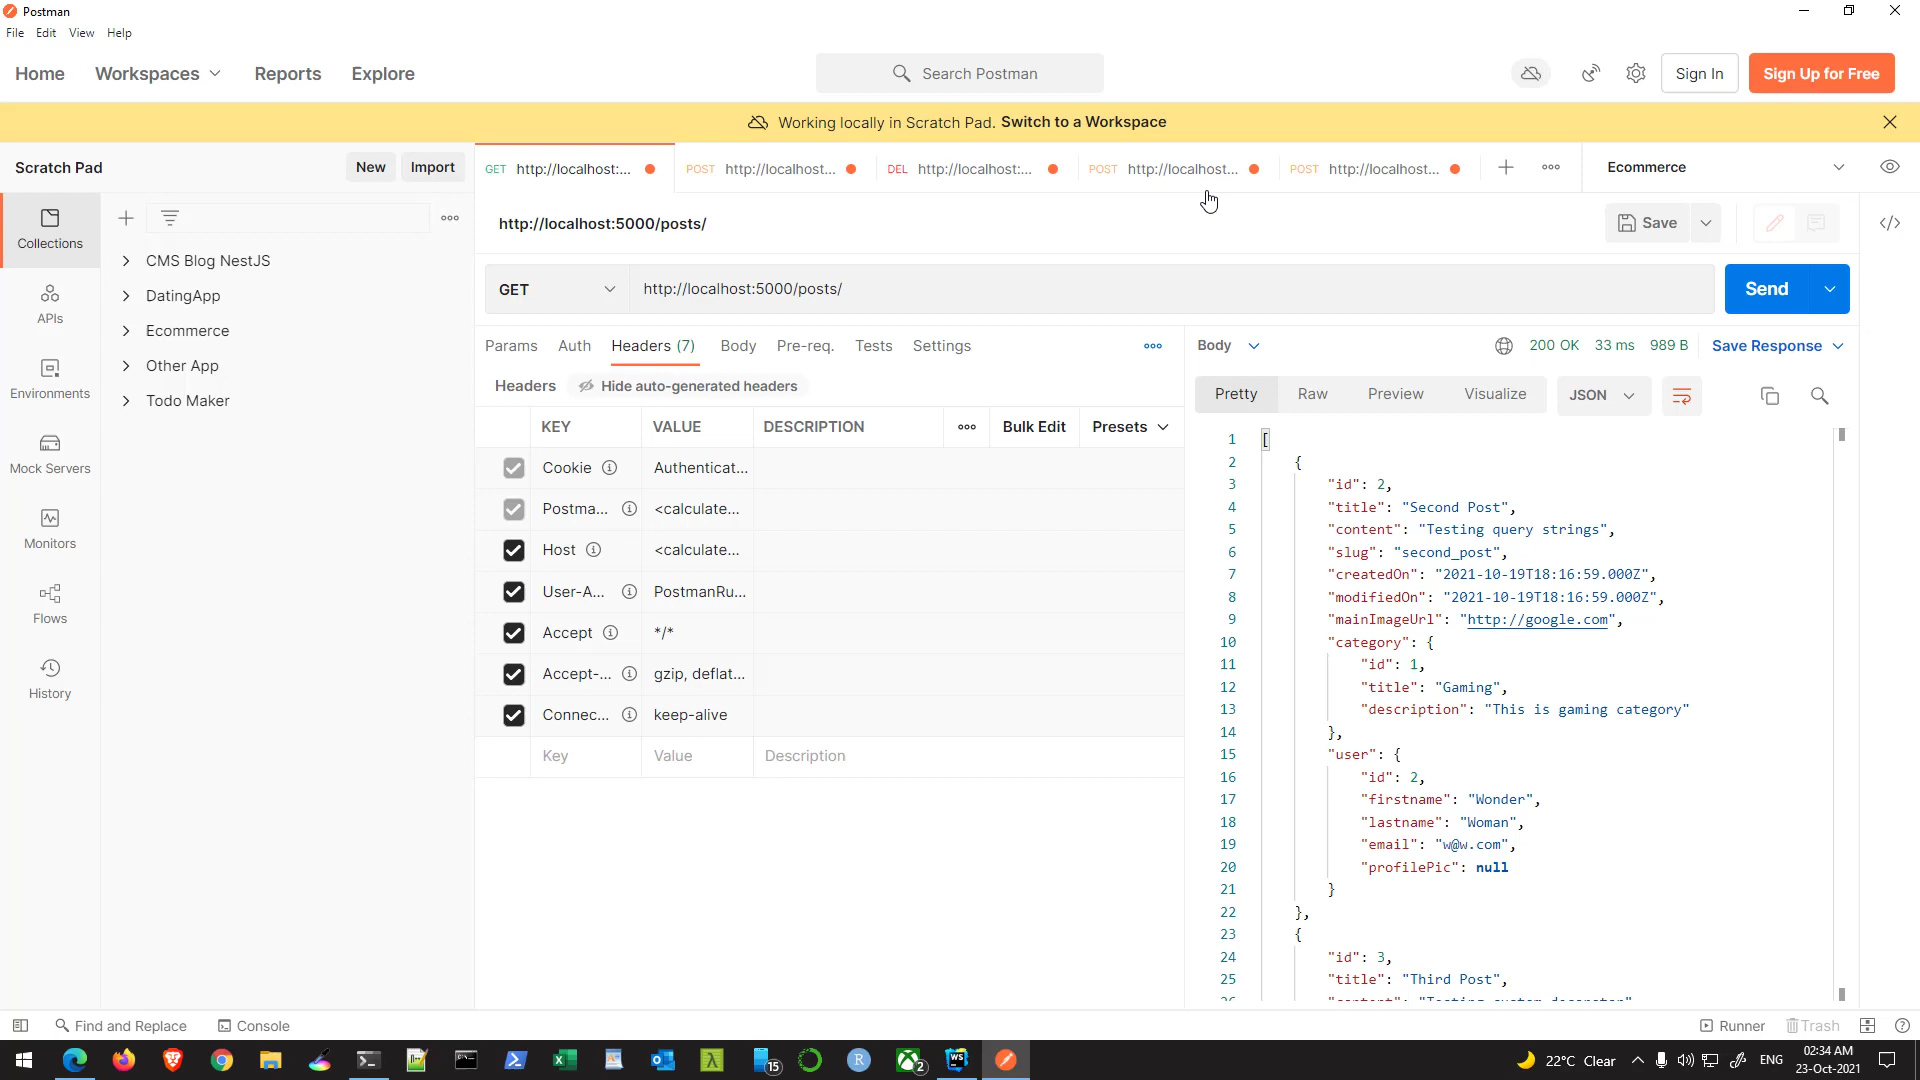 Postman
File Edit View Help
Home Workspaces Reports Explore
Search Postman
Sign In
Sign Up for Free
Working locally in Scratch Pad. Switch to a Workspace
Scratch Pad
New
Import
GET http://localhost:...
POST http://localhost...
DEL http://localhost:...
POST http://localhost...
POST http://localhost...
Ecommerce
Collections
APIs
Environments
Mock Servers
Monitors
Flows
History
CMS Blog NestJS
DatingApp
Ecommerce
Other App
Todo Maker
http://localhost:5000/posts/
Save
</>
GET
http://localhost:5000/posts/
Send
Params Auth Headers (7) Body Pre-req. Tests Settings
Headers Hide auto-generated headers
KEY VALUE DESCRIPTION Bulk Edit Presets
Cookie Authenticat...
Postma... <calculate...
Host <calculate...
User-A... PostmanRu...
Accept */*
Accept-... gzip, deflat...
Connec... keep-alive
Key Value Description
Body 200 OK 33 ms 989 B Save Response
Pretty Raw Preview Visualize JSON
1 [
2 {
3 "id": 2,
4 "title": "Second Post",
5 "content": "Testing query strings",
6 "slug": "second_post",
7 "createdOn": "2021-10-19T18:16:59.000Z",
8 "modifiedOn": "2021-10-19T18:16:59.000Z",
9 "mainImageUrl": "http://google.com",
10 "category": {
11 "id": 1,
12 "title": "Gaming",
13 "description": "This is gaming category"
14 },
15 "user": {
16 "id": 2,
17 "firstname": "Wonder",
18 "lastname": "Woman",
19 "email": "w@w.com",
20 "profilePic": null
21 }
22 },
23 {
24 "id": 3,
25 "title": "Third Post",
26 "content": "Testing custom decorator"
Find and Replace Console
Runner Trash
15
R
2
WS
22°C Clear
ENG
02:34 AM
23-Oct-2021